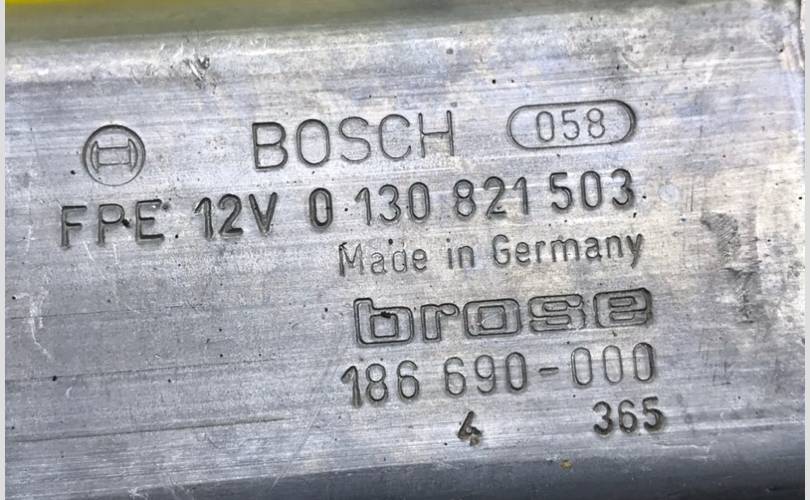 BOSCH 058
FPE 12V 0 130 821 503
Made in Germany
brose
186 690-000
4 365